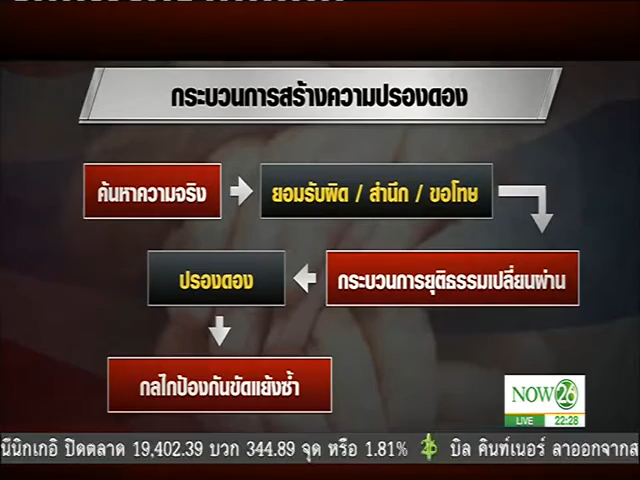 กระบวนการสร้างความปรองดอง
ค้นหาความจริง
ยอมรับผิด / สำนึก / ขอโทษ
กระบวนการยุติธรรมเปลี่ยนผ่าน
ปรองดอง
กลไกป้องกันขัดแย้งซ้ำ
NOW26
LIVE 22:28
นีนิกเกอิ ปิดตลาด 19,402.39 บวก 344.89 จุด หรือ 1.81% บิล คินท์เนอร์ ลาออกจากส